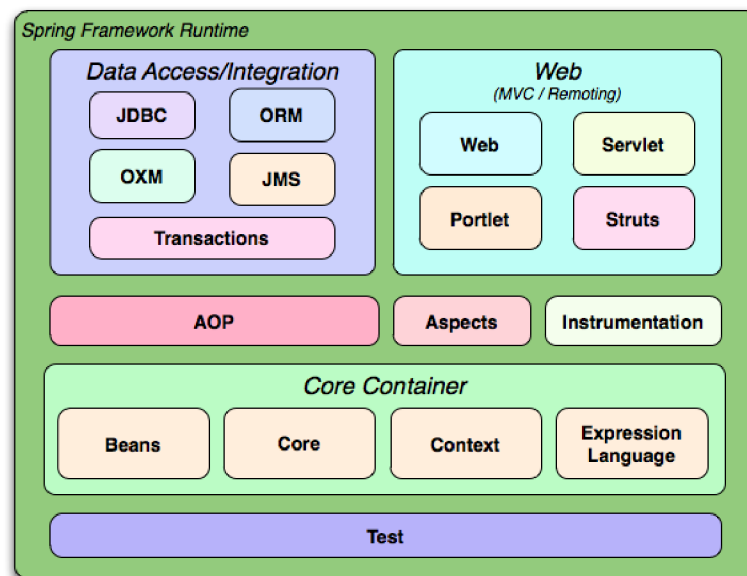 Spring Framework Runtime
Data Access/Integration
JDBC
ORM
OXM
JMS
Transactions
Web
(MVC / Remoting)
Web
Servlet
Portlet
Struts
AOP
Aspects
Instrumentation
Core Container
Beans
Core
Context
Expression
Language
Test